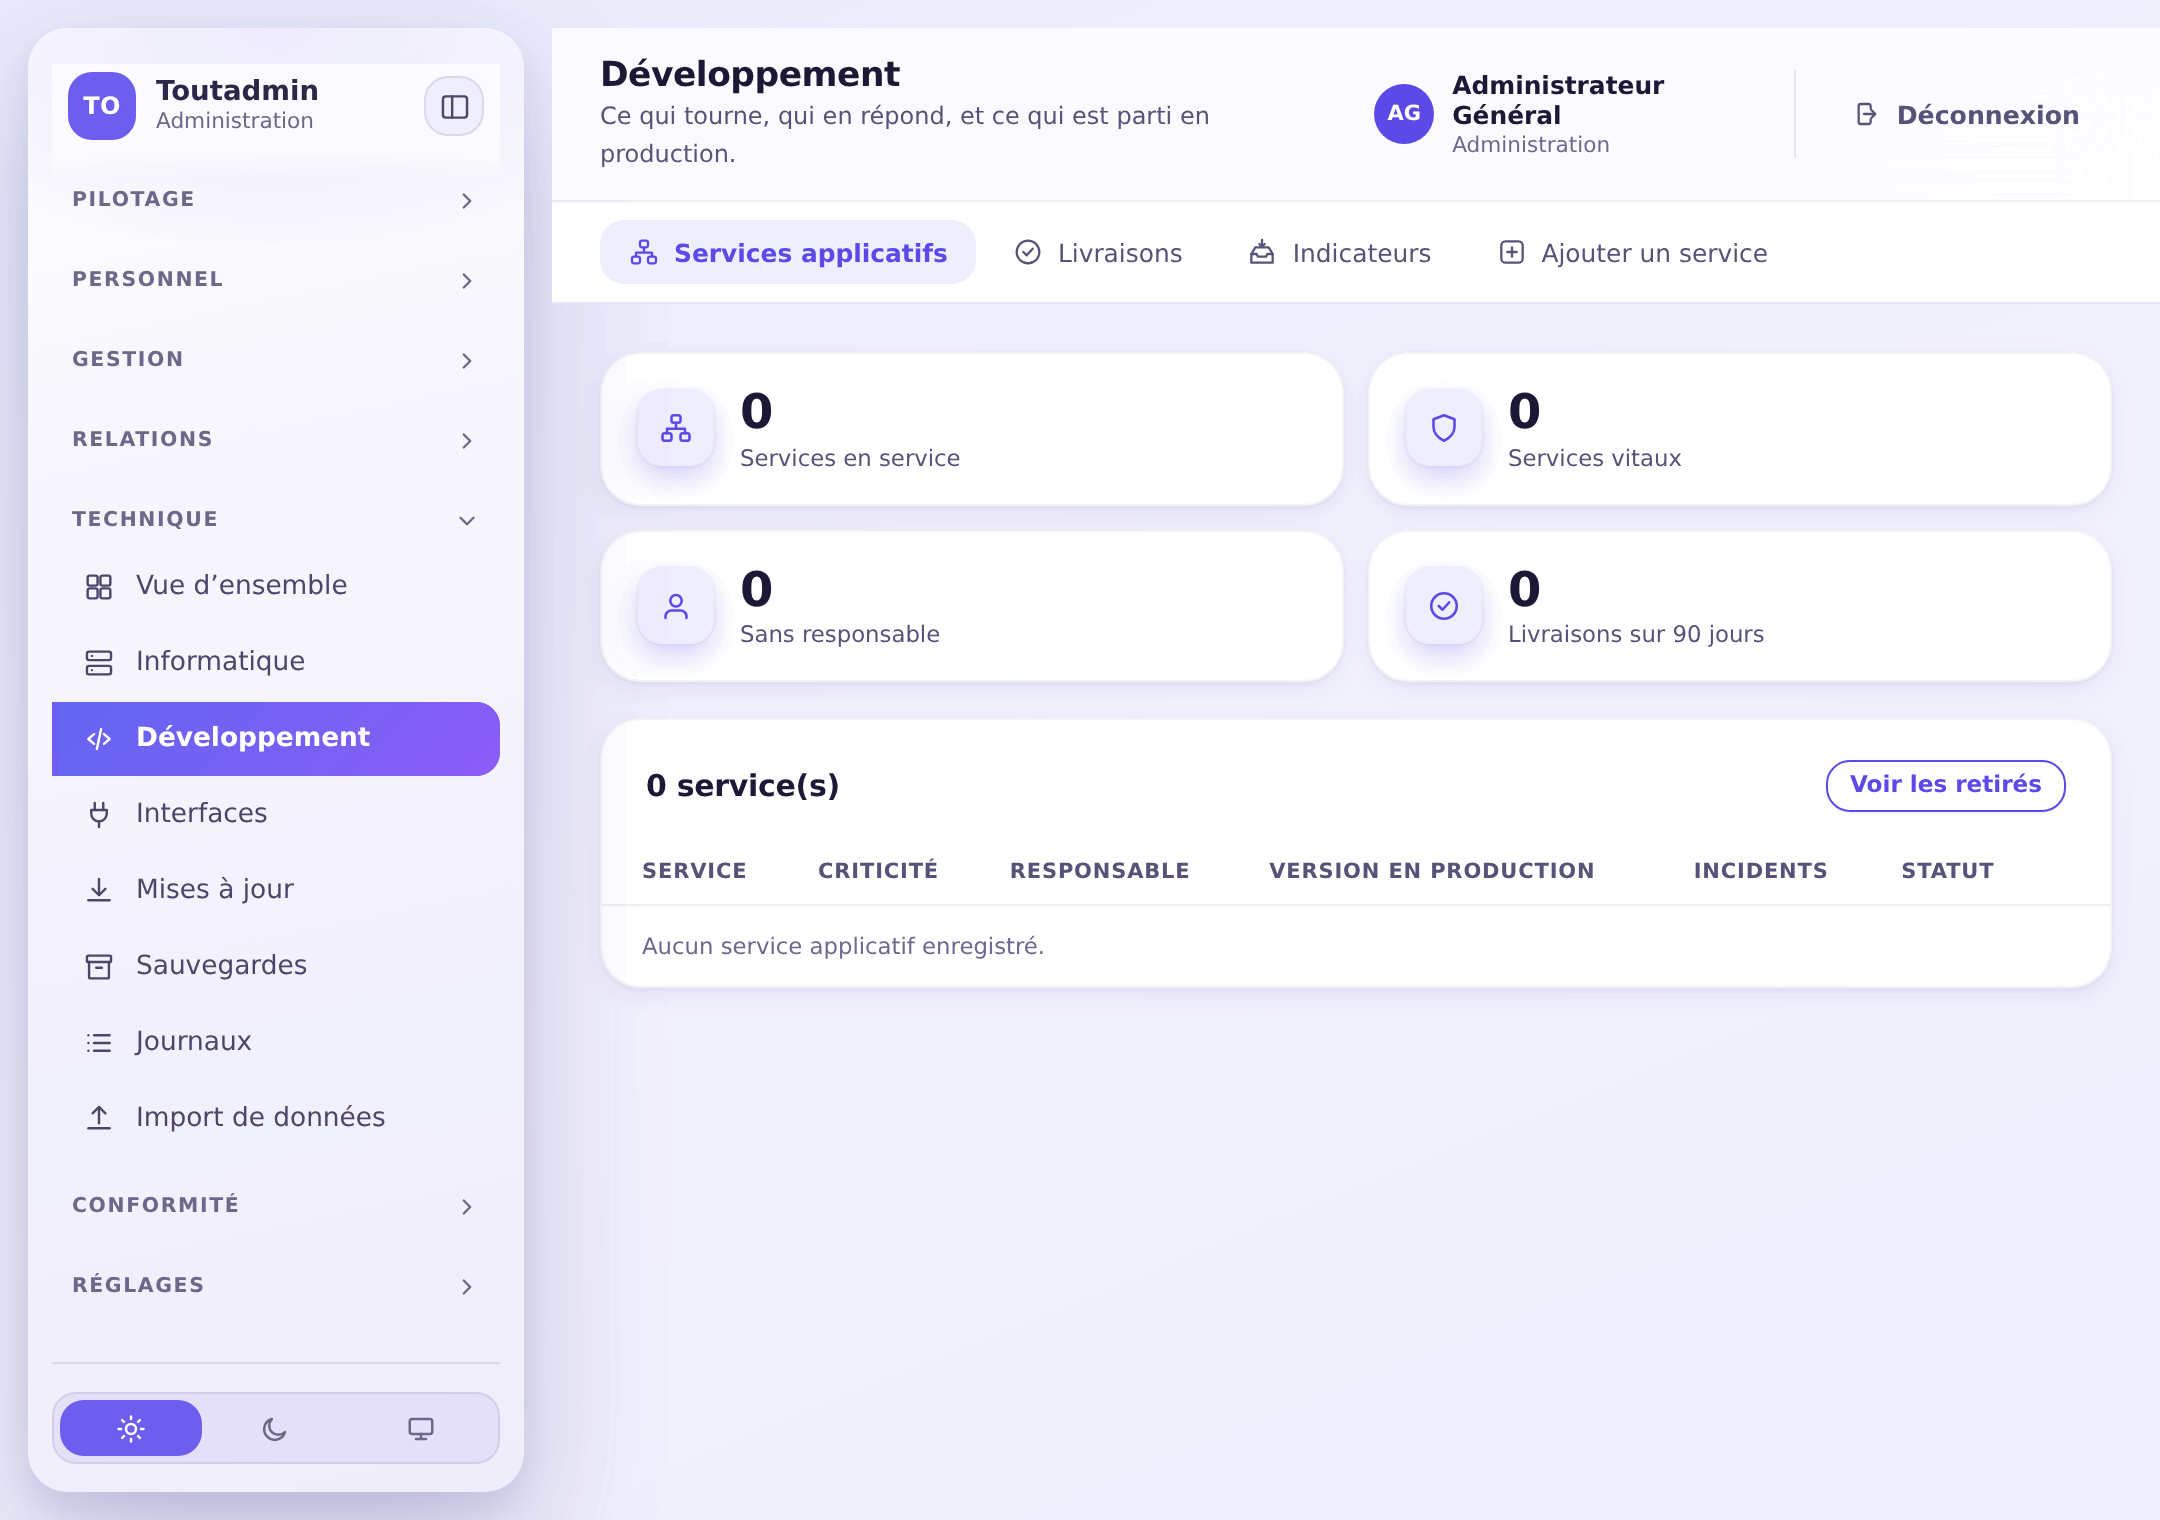 TO
Toutadmin
Administration
PILOTAGE
PERSONNEL
GESTION
RELATIONS
TECHNIQUE
Vue d’ensemble
Informatique
Développement
Interfaces
Mises à jour
Sauvegardes
Journaux
Import de données
CONFORMITÉ
RÉGLAGES
Développement
Ce qui tourne, qui en répond, et ce qui est parti en
production.
AG
Administrateur
Général
Administration
Déconnexion
Services applicatifs
Livraisons
Indicateurs
Ajouter un service
0
Services en service
0
Services vitaux
0
Sans responsable
0
Livraisons sur 90 jours
0 service(s)
Voir les retirés
SERVICE CRITICITÉ RESPONSABLE VERSION EN PRODUCTION INCIDENTS STATUT
Aucun service applicatif enregistré.